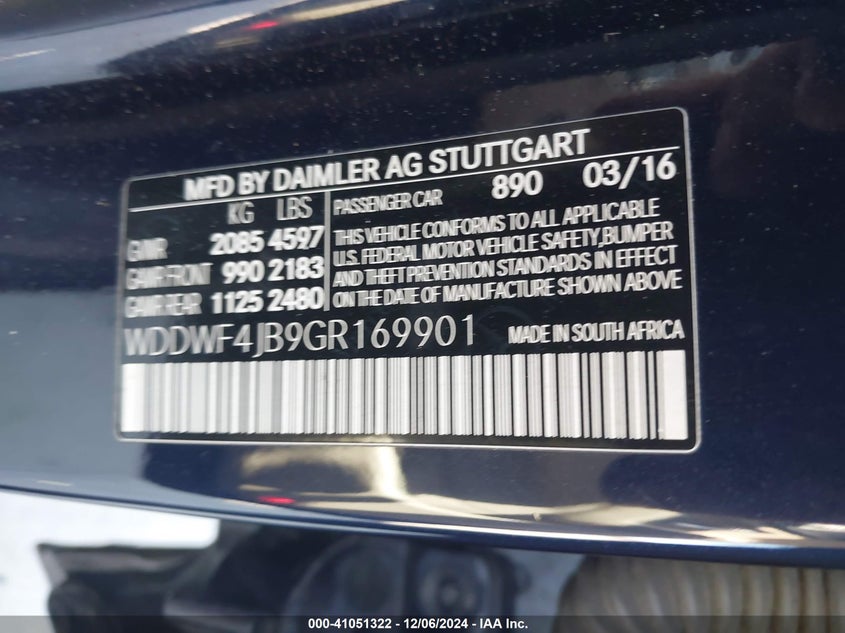 MFD BY DAIMLER AG STUTTGART
KG LBS
GVWR 2085 4597
GAWR FRONT 990 2183
GAWR REAR 1125 2480
PASSENGER CAR 890 03/16
THIS VEHICLE CONFORMS TO ALL APPLICABLE
U.S. FEDERAL MOTOR VEHICLE SAFETY,BUMPER
AND THEFT PREVENTION STANDARDS IN EFFECT
ON THE DATE OF MANUFACTURE SHOWN ABOVE
WDDWF4JB9GR169901 MADE IN SOUTH AFRICA
000-41051322 - 12/06/2024 - IAA Inc.